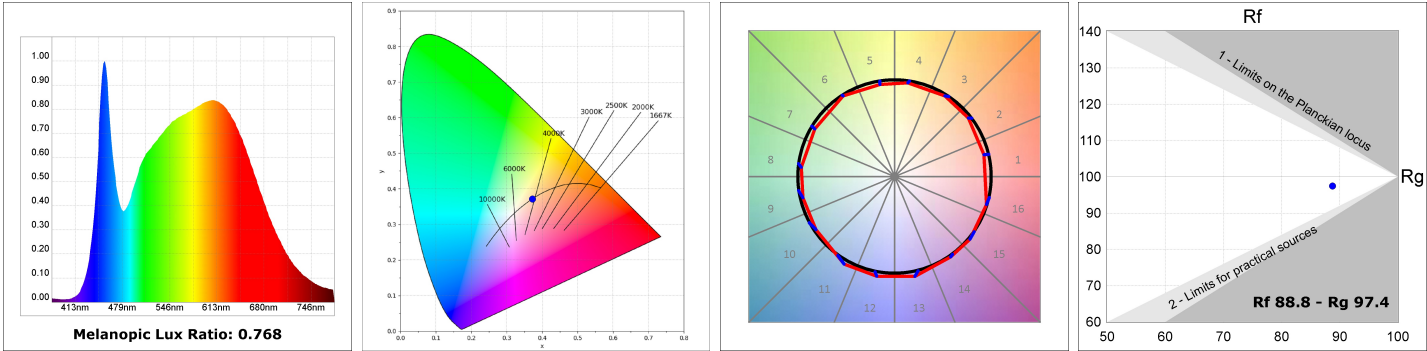 1.00
0.90
0.80
0.70
0.60
0.50
0.40
0.30
0.20
0.10
0.00
413nm 479nm 546nm 613nm 680nm 746nm
Melanopic Lux Ratio: 0.768
0.9
0.8
0.7
0.6
0.5
0.4
0.3
0.2
0.1
0.0
y
0.0 0.1 0.2 0.3 0.4 0.5 0.6 0.7 0.8
x
10000K
6000K
4000K
3000K
2500K
2000K
1667K
1
2
3
4
5
6
7
8
9
10
11
12
13
14
15
16
Rf
140
130
120
110
100
90
80
70
60
50 60 70 80 90 100
Rg
1 - Limits on the Planckian locus
2 - Limits for practical sources
Rf 88.8 - Rg 97.4